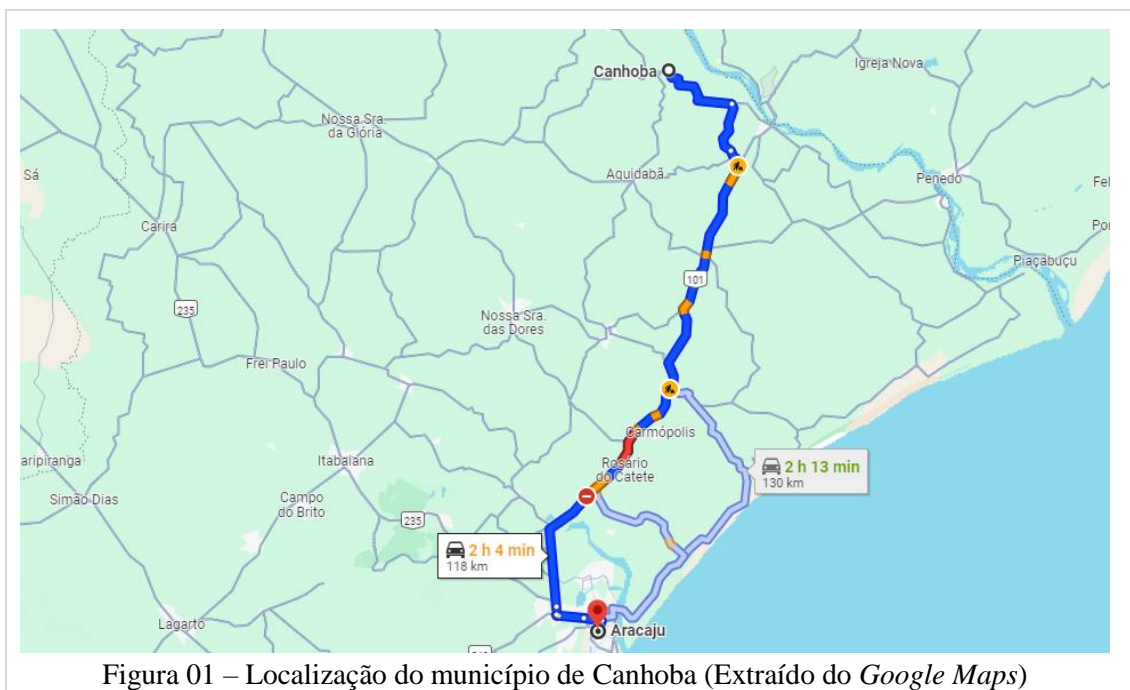 Canhoba
Igreja Nova
Nossa Sra.
da Glória
Aquidabã
Sá
Penedo
Fel
Carira
Por
Piaçabuçu
101
235
Nossa Sra.
das Dores
Frei Paulo
Carmópolis
aripiranga
Itabaiana
Rosário
do Catete
2 h 13 min
130 km
Simão Dias
Campo
do Brito
235
2 h 4 min
118 km
Lagarto
Aracaju
Figura 01 – Localização do município de Canhoba (Extraído do Google Maps)